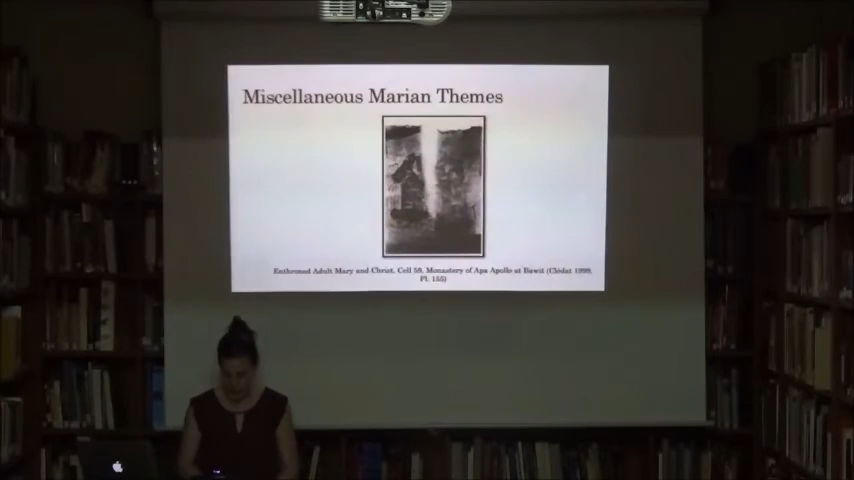 Miscellaneous Marian Themes
Enthroned Adult Mary and Christ, Cell 59, Monastery of Apa Apollo at Bawit (Clédat 1999,
Pl. 155)